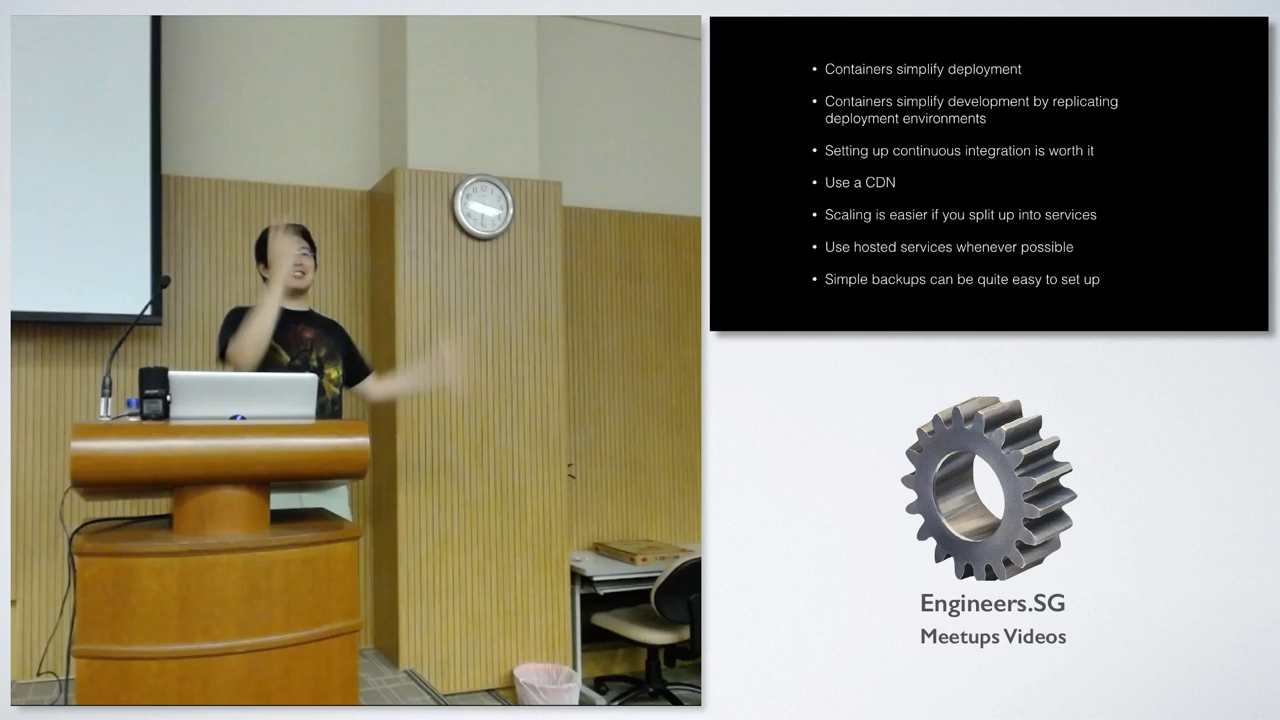 • Containers simplify deployment
• Containers simplify development by replicating
deployment environments
• Setting up continuous integration is worth it
• Use a CDN
• Scaling is easier if you split up into services
• Use hosted services whenever possible
• Simple backups can be quite easy to set up
Engineers.SG
Meetups Videos